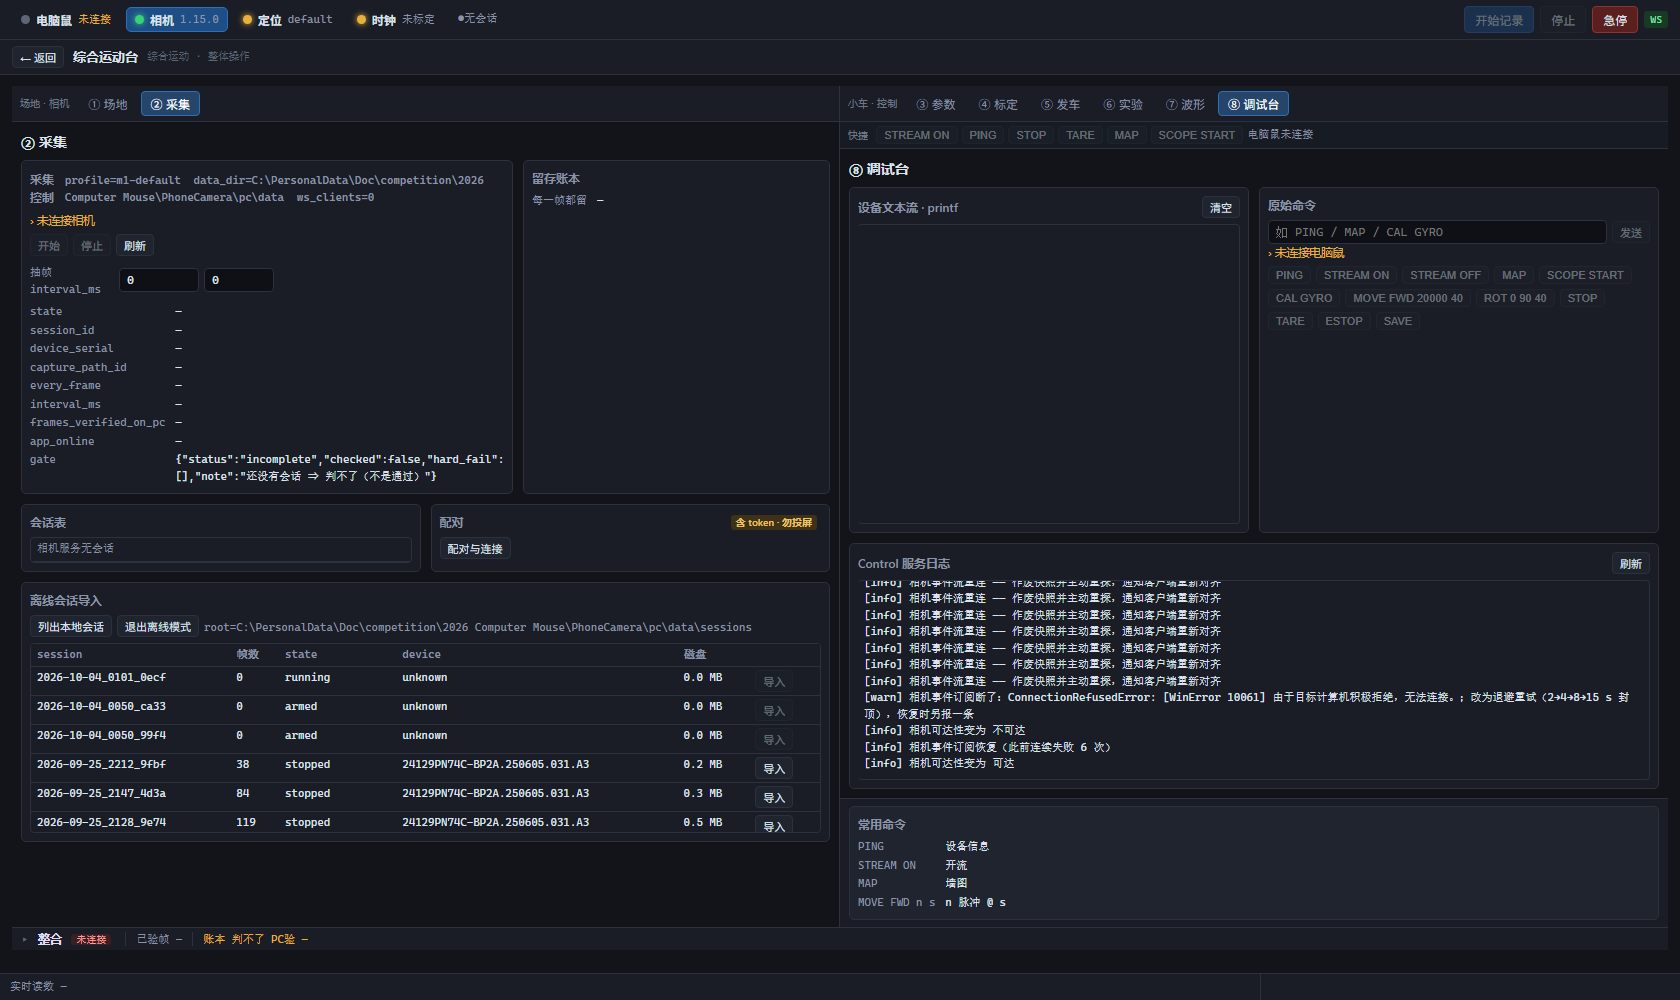 电脑鼠 未连接 相机 1.15.0 定位 default 时钟 未标定 无会话 开始记录 停止 急停 WS
←返回 综合运动台 综合运动 · 整体操作
场地·相机 ① 场地 ② 采集
② 采集
采集 profile=m1-default data_dir=C:\PersonalData\Doc\competition\2026
控制 Computer Mouse\PhoneCamera\pc\data ws_clients=0
› 未连接相机
开始 停止 刷新
抽帧
interval_ms 0 0
state —
session_id —
device_serial —
capture_path_id —
every_frame —
interval_ms —
frames_verified_on_pc —
app_online —
gate {"status":"incomplete","checked":false,"hard_fail":
[],"note":"还没有会话 ⇒ 判不了（不是通过）"}
留存账本
每一帧都留 —
会话表
相机服务无会话
配对 含 token · 勿投屏
配对与连接
离线会话导入
列出本地会话 退出离线模式 root=C:\PersonalData\Doc\competition\2026 Computer Mouse\PhoneCamera\pc\data\sessions
session 帧数 state device 磁盘
2026-10-04_0101_0ecf 0 running unknown 0.0 MB 导入
2026-10-04_0050_ca33 0 armed unknown 0.0 MB 导入
2026-10-04_0050_99f4 0 armed unknown 0.0 MB 导入
2026-09-25_2212_9fbf 38 stopped 24129PN74C-BP2A.250605.031.A3 0.2 MB 导入
2026-09-25_2147_4d3a 84 stopped 24129PN74C-BP2A.250605.031.A3 0.3 MB 导入
2026-09-25_2128_9e74 119 stopped 24129PN74C-BP2A.250605.031.A3 0.5 MB 导入
小车·控制 ③ 参数 ④ 标定 ⑤ 发车 ⑥ 实验 ⑦ 波形 ⑧ 调试台
快捷 STREAM ON PING STOP TARE MAP SCOPE START 电脑鼠未连接
⑧ 调试台
设备文本流 · printf 清空
原始命令
如 PING / MAP / CAL GYRO 发送
› 未连接电脑鼠
PING STREAM ON STREAM OFF MAP SCOPE START
CAL GYRO MOVE FWD 20000 40 ROT 0 90 40 STOP
TARE ESTOP SAVE
Control 服务日志 刷新
[info] 相机事件流重连 —— 作废快照并主动重探，通知客户端重新对齐
[info] 相机事件流重连 —— 作废快照并主动重探，通知客户端重新对齐
[info] 相机事件流重连 —— 作废快照并主动重探，通知客户端重新对齐
[info] 相机事件流重连 —— 作废快照并主动重探，通知客户端重新对齐
[info] 相机事件流重连 —— 作废快照并主动重探，通知客户端重新对齐
[info] 相机事件流重连 —— 作废快照并主动重探，通知客户端重新对齐
[info] 相机事件流重连 —— 作废快照并主动重探，通知客户端重新对齐
[warn] 相机事件订阅断了：ConnectionRefusedError: [WinError 10061] 由于目标计算机积极拒绝，无法连接。；改为退避重试（2→4→8→15 s 封
顶），恢复时另报一条
[info] 相机可达性变为 不可达
[info] 相机事件订阅恢复（此前连续失败 6 次）
[info] 相机可达性变为 可达
常用命令
PING 设备信息
STREAM ON 开流
MAP 墙图
MOVE FWD n s n 脉冲 @ s
▸ 整合 未连接 已验帧 — 账本 判不了 PC验 —
实时读数 —